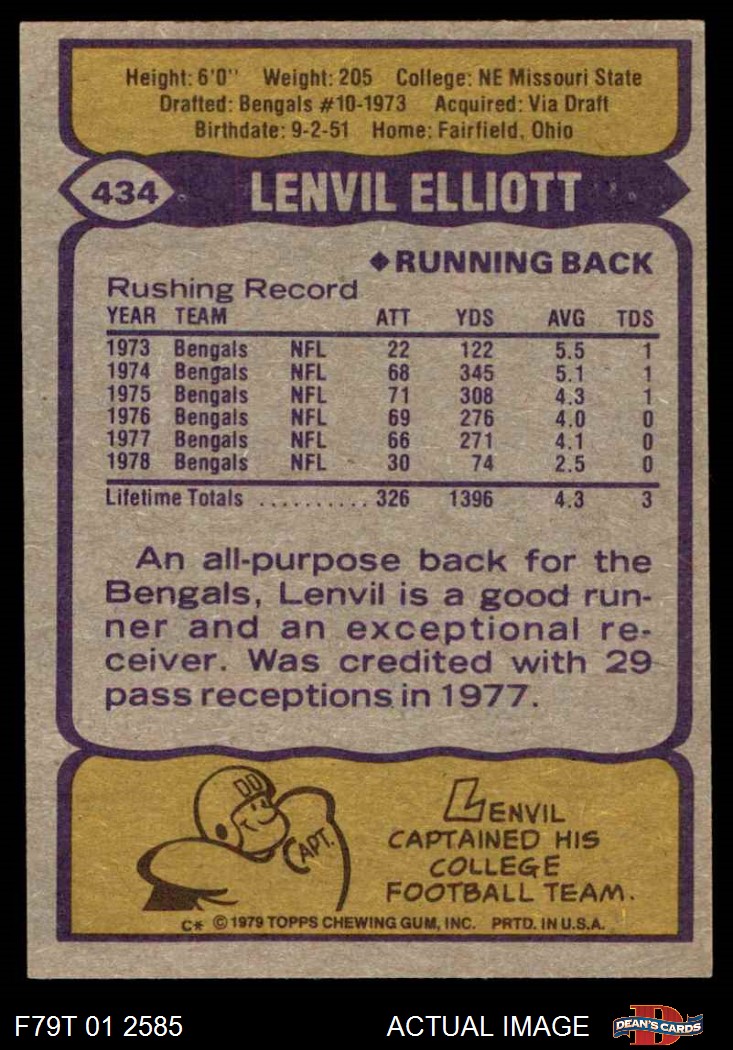 Height: 6'0" Weight: 205 College: NE Missouri State
Drafted: Bengals #10-1973 Acquired: Via Draft
Birthdate: 9-2-51 Home: Fairfield, Ohio
434 LENVIL ELLIOTT
◆RUNNING BACK
Rushing Record
YEAR TEAM ATT YDS AVG TDS
1973 Bengals NFL 22 122 5.5 1
1974 Bengals NFL 68 345 5.1 1
1975 Bengals NFL 71 308 4.3 1
1976 Bengals NFL 69 276 4.0 0
1977 Bengals NFL 66 271 4.1 0
1978 Bengals NFL 30 74 2.5 0
Lifetime Totals .......... 326 1396 4.3 3
An all-purpose back for the
Bengals, Lenvil is a good run-
ner and an exceptional re-
ceiver. Was credited with 29
pass receptions in 1977.
DD
CAPT.
LENVIL
CAPTAINED HIS
COLLEGE
FOOTBALL TEAM.
C* © 1979 TOPPS CHEWING GUM, INC. PRTD. IN U.S.A.
F79T 01 2585 ACTUAL IMAGE D DEAN'S CARDS